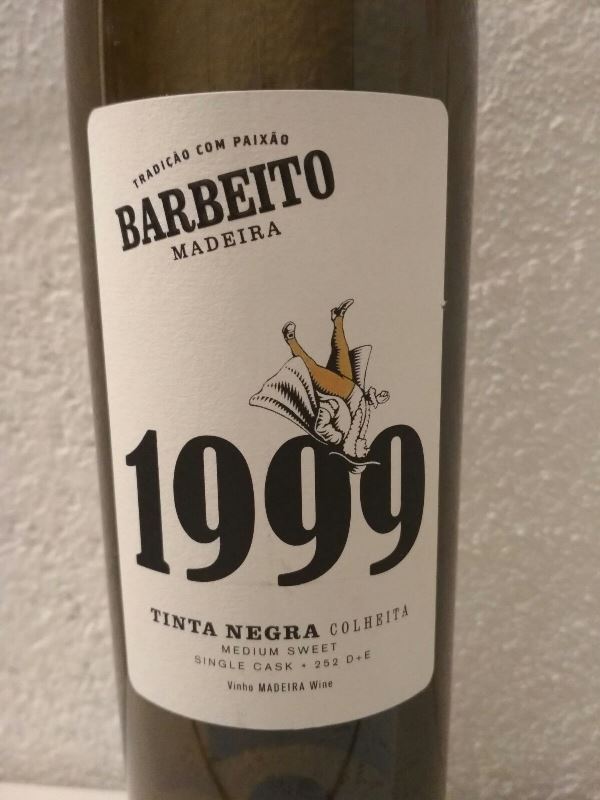 TRADIÇÃO COM PAIXÃO
BARBEITO
MADEIRA
1999
TINTA NEGRA COLHEITA
MEDIUM SWEET
SINGLE CASK + 252 D+E
Vinho MADEIRA Wine